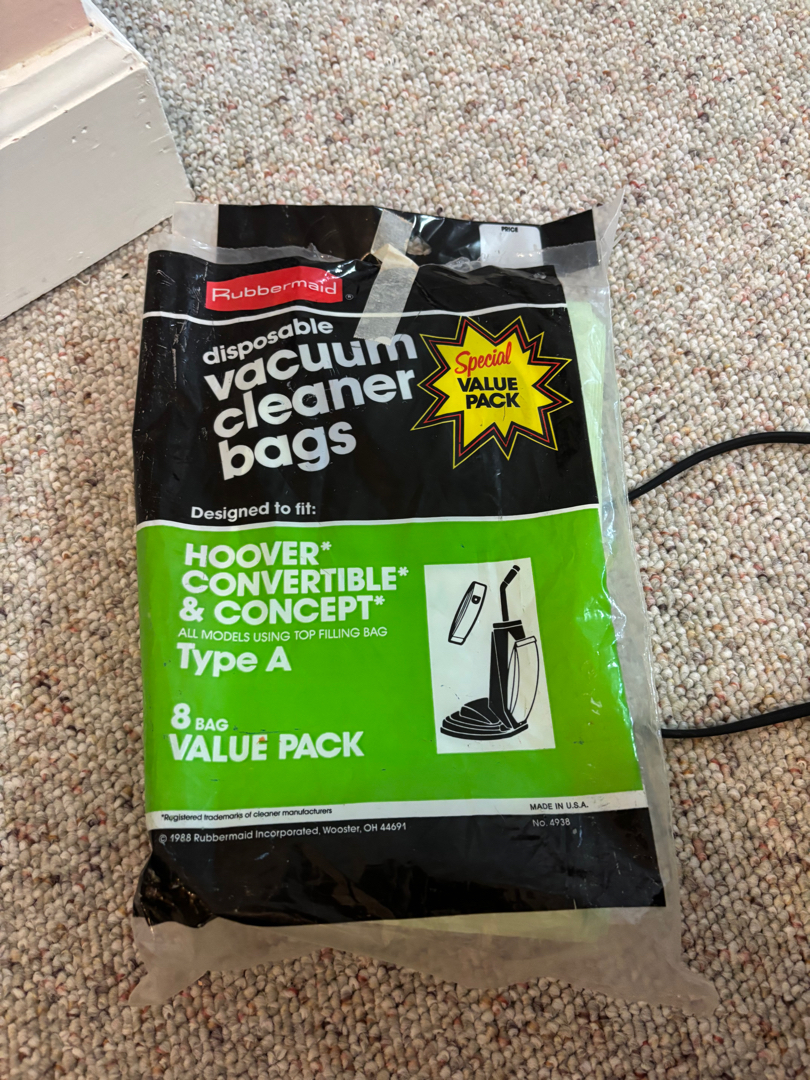 PRICE
Rubbermaid®
disposable
vacuum
cleaner
bags
Special
VALUE
PACK
Designed to fit:
HOOVER*
CONVERTIBLE*
& CONCEPT*
ALL MODELS USING TOP FILLING BAG
Type A
8 BAG
VALUE PACK
*Registered trademarks of cleaner manufacturers
MADE IN U.S.A.
© 1988 Rubbermaid Incorporated, Wooster, OH 44691
No. 4938